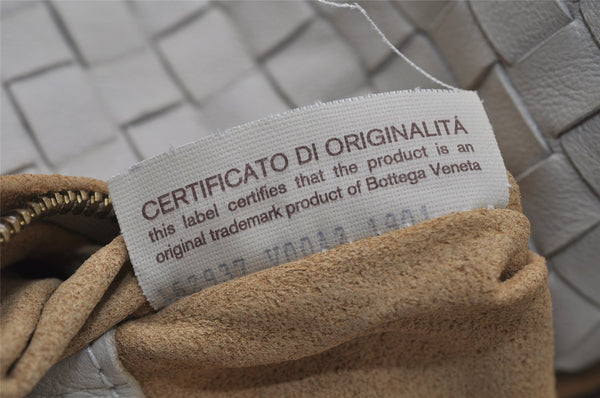 CERTIFICATO DI ORIGINALITÁ
this label certifies that the product is an
original trademark product of Bottega Veneta